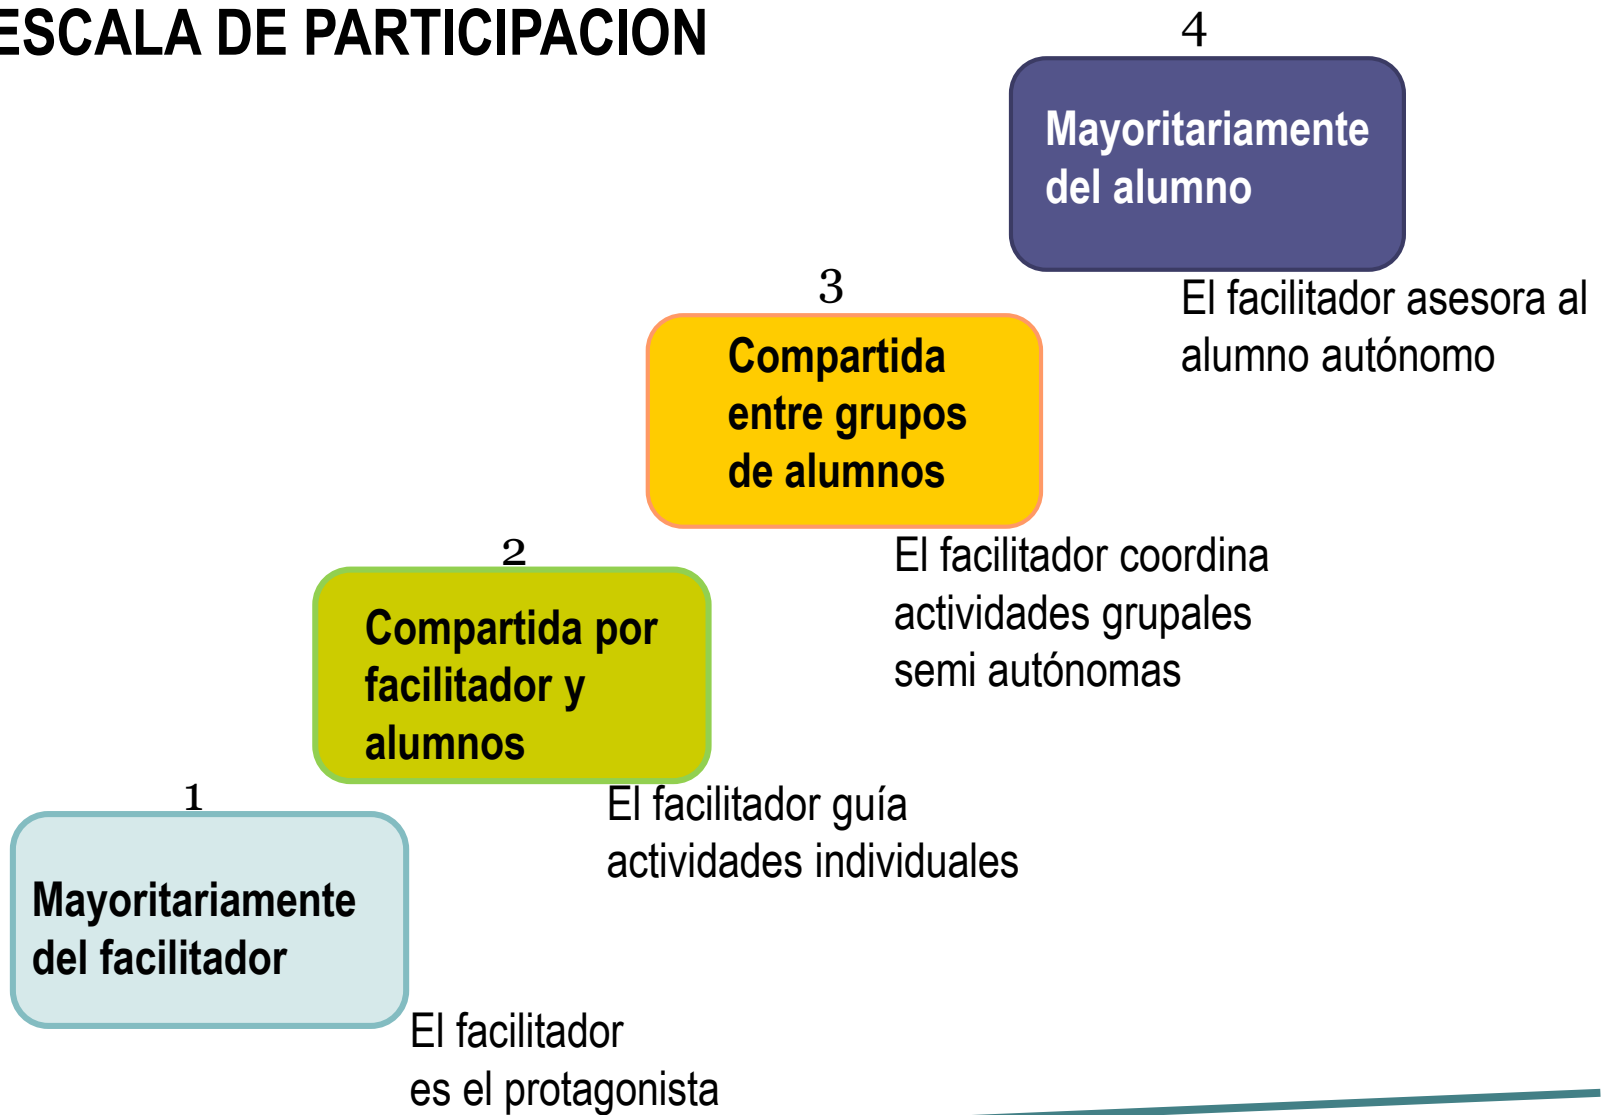 ESCALA DE PARTICIPACION
4
Mayoritariamente
del alumno
El facilitador asesora al
alumno autónomo
3
Compartida
entre grupos
de alumnos
El facilitador coordina
actividades grupales
semi autónomas
2
Compartida por
facilitador y
alumnos
El facilitador guía
actividades individuales
1
Mayoritariamente
del facilitador
El facilitador
es el protagonista